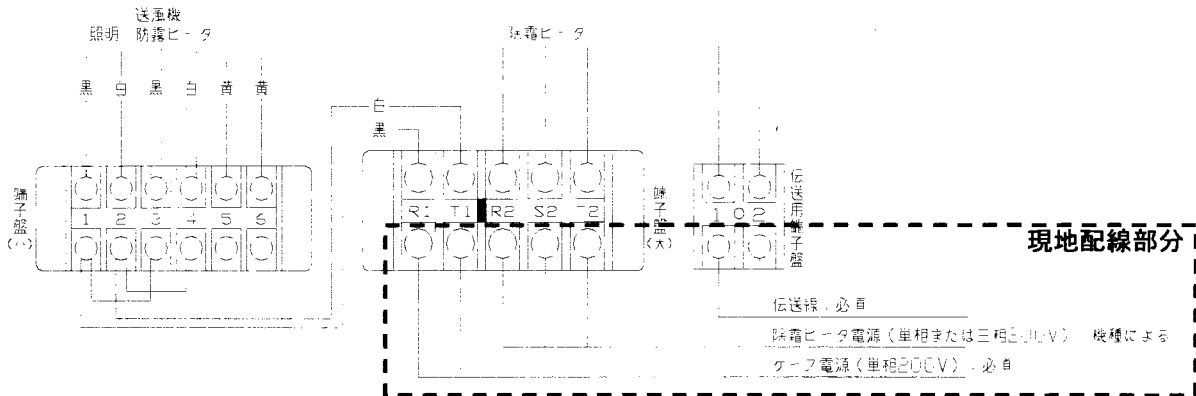 送風機
照明 防露ヒータ
除霜ヒータ
黒 白 黒 白 黄 黄
白
黒
端子盤(小)
1 2 3 4 5 6
R1 T1 R2 S2 T2
端子盤(大)
1 0 2
伝送用端子盤
現地配線部分
伝送線:必須
除霜ヒータ電源(単相または三相200V):機種による
ケース電源(単相200V):必須